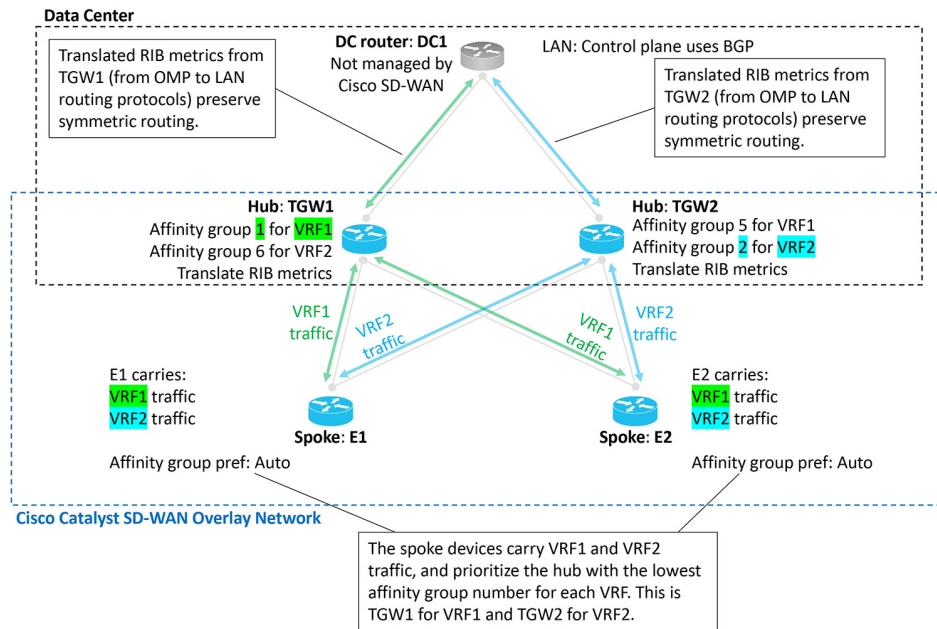 Data Center
Translated RIB metrics from
TGW1 (from OMP to LAN
routing protocols) preserve
symmetric routing.
DC router: DC1
Not managed by
Cisco SD-WAN
LAN: Control plane uses BGP
Translated RIB metrics from
TGW2 (from OMP to LAN
routing protocols) preserve
symmetric routing.
Hub: TGW1
Affinity group 1 for VRF1
Affinity group 6 for VRF2
Translate RIB metrics
Hub: TGW2
Affinity group 5 for VRF1
Affinity group 2 for VRF2
Translate RIB metrics
VRF1
traffic
VRF2
traffic
VRF1
traffic
VRF2
traffic
E1 carries:
VRF1 traffic
VRF2 traffic
Affinity group pref: Auto
Spoke: E1
Spoke: E2
E2 carries:
VRF1 traffic
VRF2 traffic
Affinity group pref: Auto
Cisco Catalyst SD-WAN Overlay Network
The spoke devices carry VRF1 and VRF2
traffic, and prioritize the hub with the lowest
affinity group number for each VRF. This is
TGW1 for VRF1 and TGW2 for VRF2.